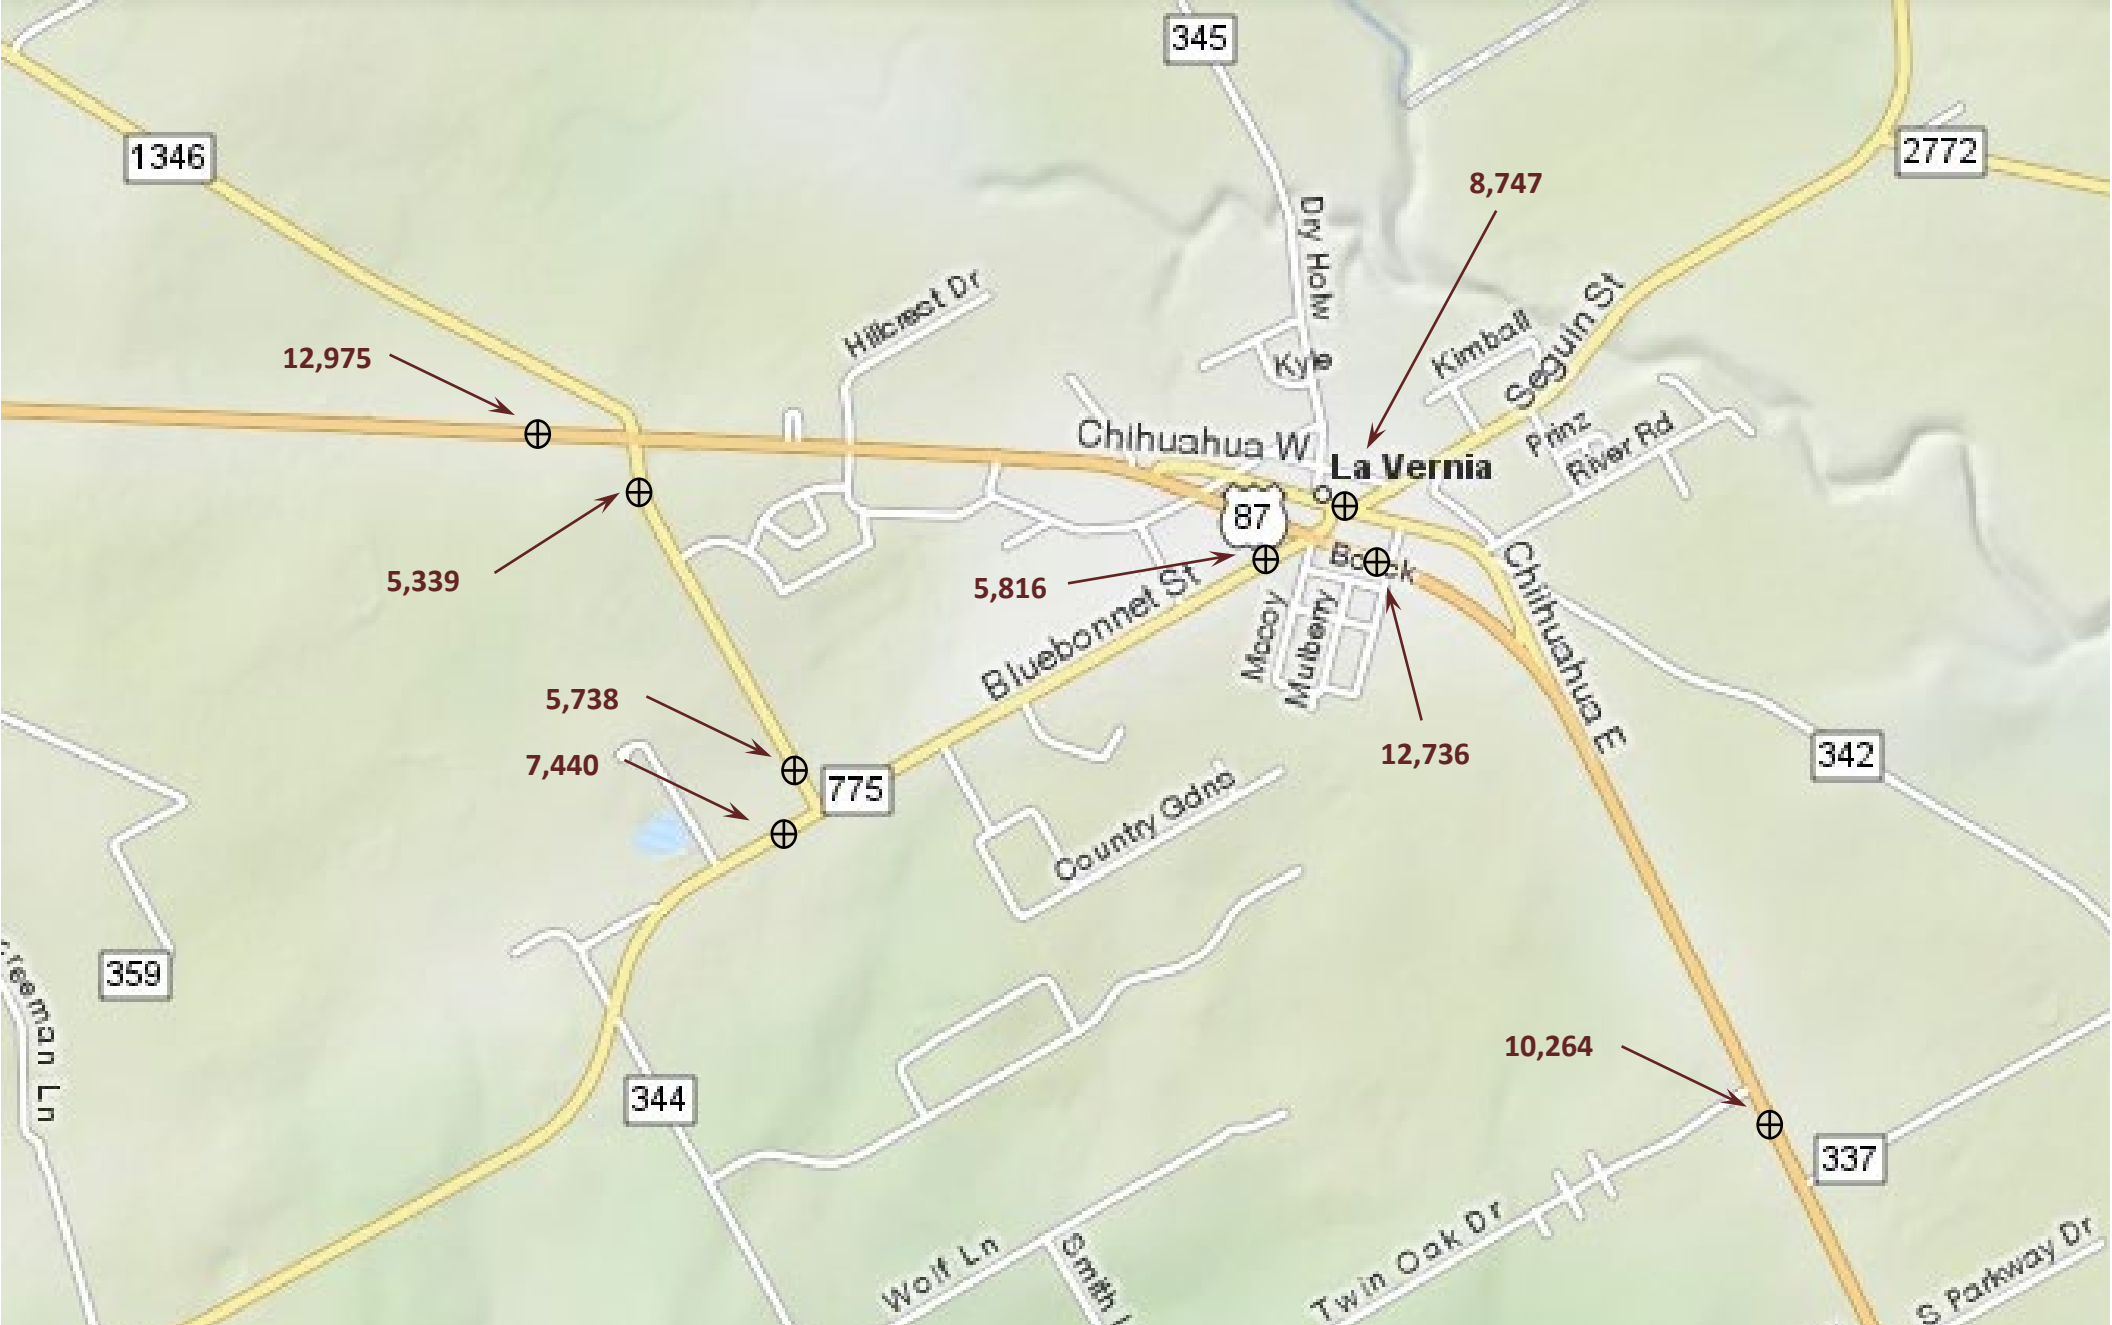 345
1346
2772
8,747
Dry Holw
Hillcrest Dr
Kimball
Seguin St
12,975
Kyle
Prinz
River Rd
Chihuahua W
La Vernia
87
5,339
5,816
Bluebonnet St
Mccoy
Mulberry
Chihuahua E
5,738
7,440
775
12,736
342
Country Gdns
359
344
10,264
337
Wolf Ln
Smith
Twin Oak Dr
S Parkway Dr